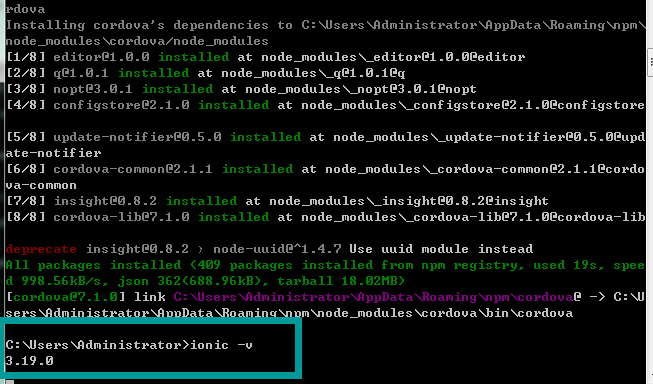 rdova
Installing cordova's dependencies to C:\Users\Administrator\AppData\Roaming\npm\
node_modules\cordova/node_modules
[1/8] editor@1.0.0 installed at node_modules\_editor@1.0.0@editor
[2/8] q@1.0.1 installed at node_modules\_q@1.0.1@q
[3/8] nopt@3.0.1 installed at node_modules\_nopt@3.0.1@nopt
[4/8] configstore@2.1.0 installed at node_modules\_configstore@2.1.0@configstore
[5/8] update-notifier@0.5.0 installed at node_modules\_update-notifier@0.5.0@upd
ate-notifier
[6/8] cordova-common@2.1.1 installed at node_modules\_cordova-common@2.1.1@cordo
va-common
[7/8] insight@0.8.2 installed at node_modules\_insight@0.8.2@insight
[8/8] cordova-lib@7.1.0 installed at node_modules\_cordova-lib@7.1.0@cordova-lib
deprecate insight@0.8.2 › node-uuid@^1.4.7 Use uuid module instead
All packages installed (409 packages installed from npm registry, used 19s, spee
d 998.56kB/s, json 362(688.96kB), tarball 18.02MB)
[cordova@7.1.0] link C:\Users\Administrator\AppData\Roaming\npm\cordova@ -> C:\U
sers\Administrator\AppData\Roaming\npm\node_modules\cordova\bin\cordova
C:\Users\Administrator>ionic -v
3.19.0